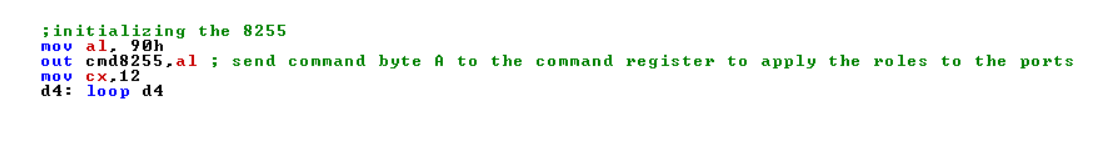 ;initializing the 8255
mov al, 90h
out cmd8255,al ; send command byte A to the command register to apply the roles to the ports
mov cx,12
d4: loop d4